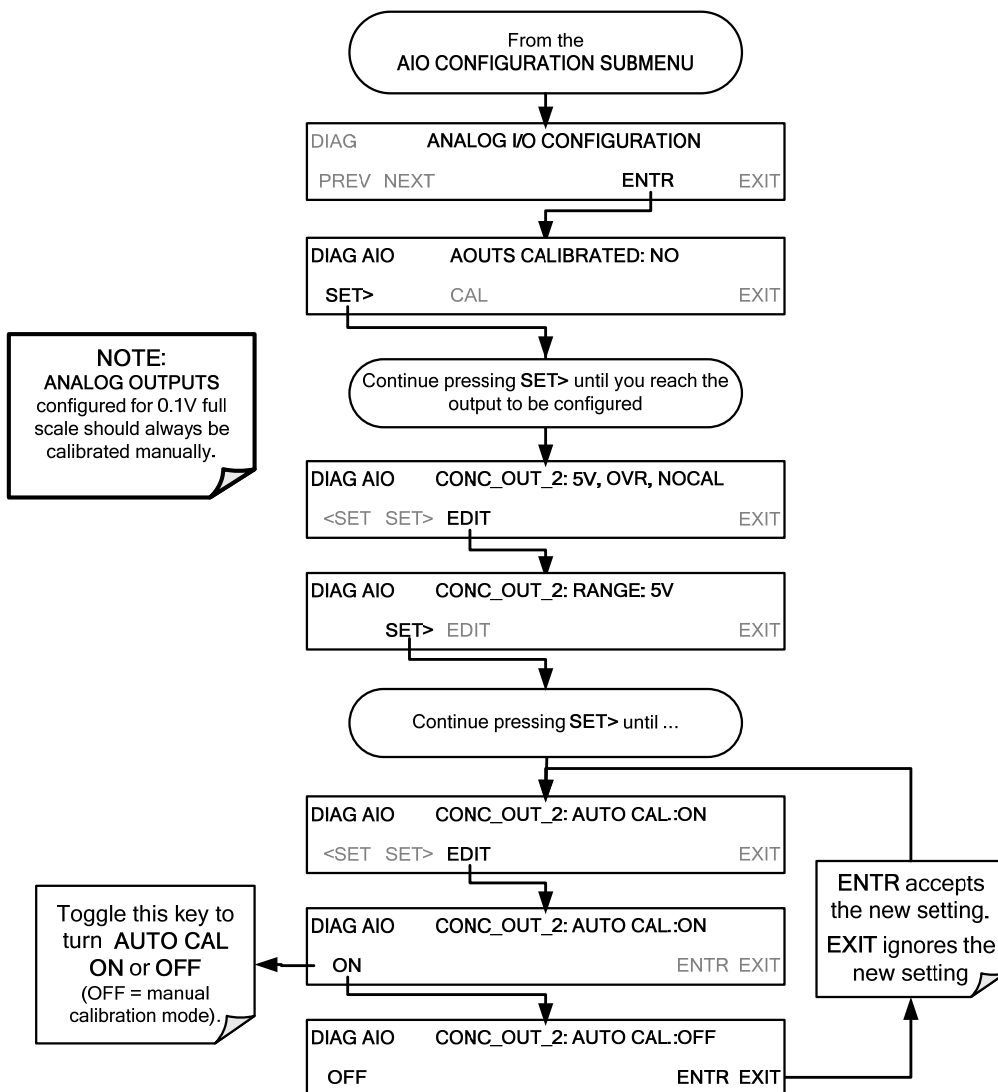 From the
AIO CONFIGURATION SUBMENU
DIAG ANALOG I/O CONFIGURATION
PREV NEXT ENTR EXIT
DIAG AIO AOUTS CALIBRATED: NO
SET> CAL EXIT
NOTE:
ANALOG OUTPUTS
configured for 0.1V full
scale should always be
calibrated manually.
Continue pressing SET> until you reach the
output to be configured
DIAG AIO CONC_OUT_2: 5V, OVR, NOCAL
<SET SET> EDIT EXIT
DIAG AIO CONC_OUT_2: RANGE: 5V
SET> EDIT EXIT
Continue pressing SET> until ...
DIAG AIO CONC_OUT_2: AUTO CAL.:ON
<SET SET> EDIT EXIT
Toggle this key to
turn AUTO CAL
ON or OFF
(OFF = manual
calibration mode).
DIAG AIO CONC_OUT_2: AUTO CAL.:ON
ON ENTR EXIT
ENTR accepts
the new setting.
EXIT ignores the
new setting
DIAG AIO CONC_OUT_2: AUTO CAL.:OFF
OFF ENTR EXIT